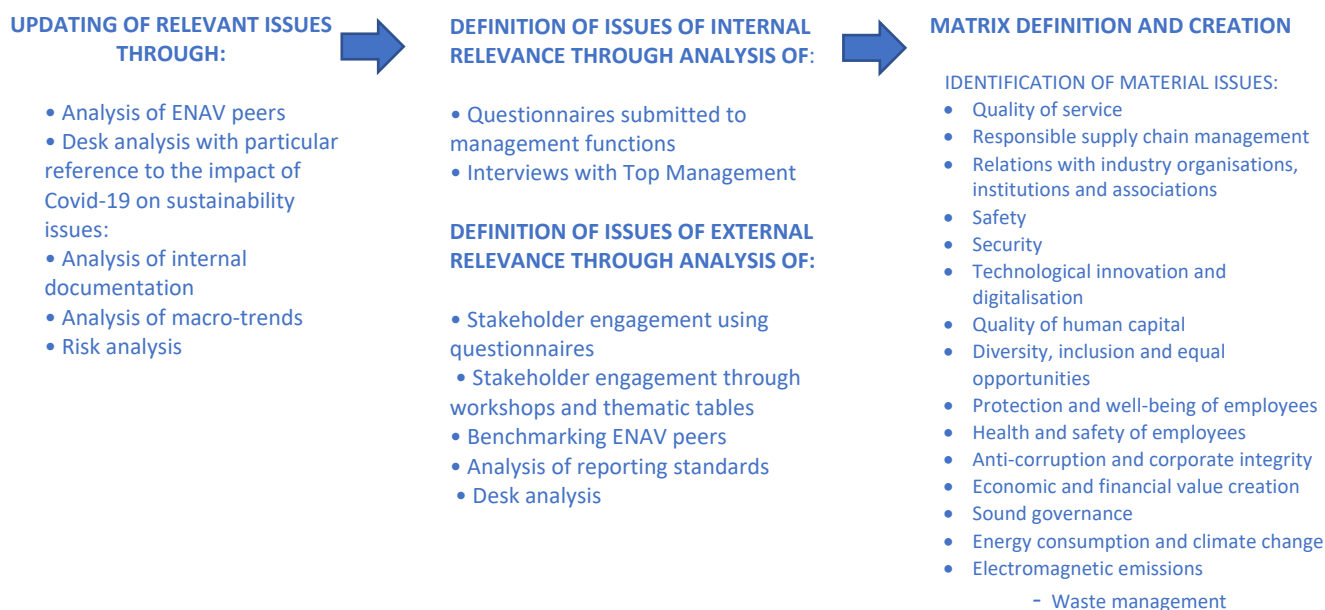 UPDATING OF RELEVANT ISSUES
THROUGH:
• Analysis of ENAV peers
• Desk analysis with particular
reference to the impact of
Covid-19 on sustainability
issues:
• Analysis of internal
documentation
• Analysis of macro-trends
• Risk analysis
DEFINITION OF ISSUES OF INTERNAL
RELEVANCE THROUGH ANALYSIS OF:
• Questionnaires submitted to
management functions
• Interviews with Top Management
DEFINITION OF ISSUES OF EXTERNAL
RELEVANCE THROUGH ANALYSIS OF:
• Stakeholder engagement using
questionnaires
• Stakeholder engagement through
workshops and thematic tables
• Benchmarking ENAV peers
• Analysis of reporting standards
• Desk analysis
MATRIX DEFINITION AND CREATION
IDENTIFICATION OF MATERIAL ISSUES:
• Quality of service
• Responsible supply chain management
• Relations with industry organisations,
institutions and associations
• Safety
• Security
• Technological innovation and
digitalisation
• Quality of human capital
• Diversity, inclusion and equal
opportunities
• Protection and well-being of employees
• Health and safety of employees
• Anti-corruption and corporate integrity
• Economic and financial value creation
• Sound governance
• Energy consumption and climate change
• Electromagnetic emissions
- Waste management